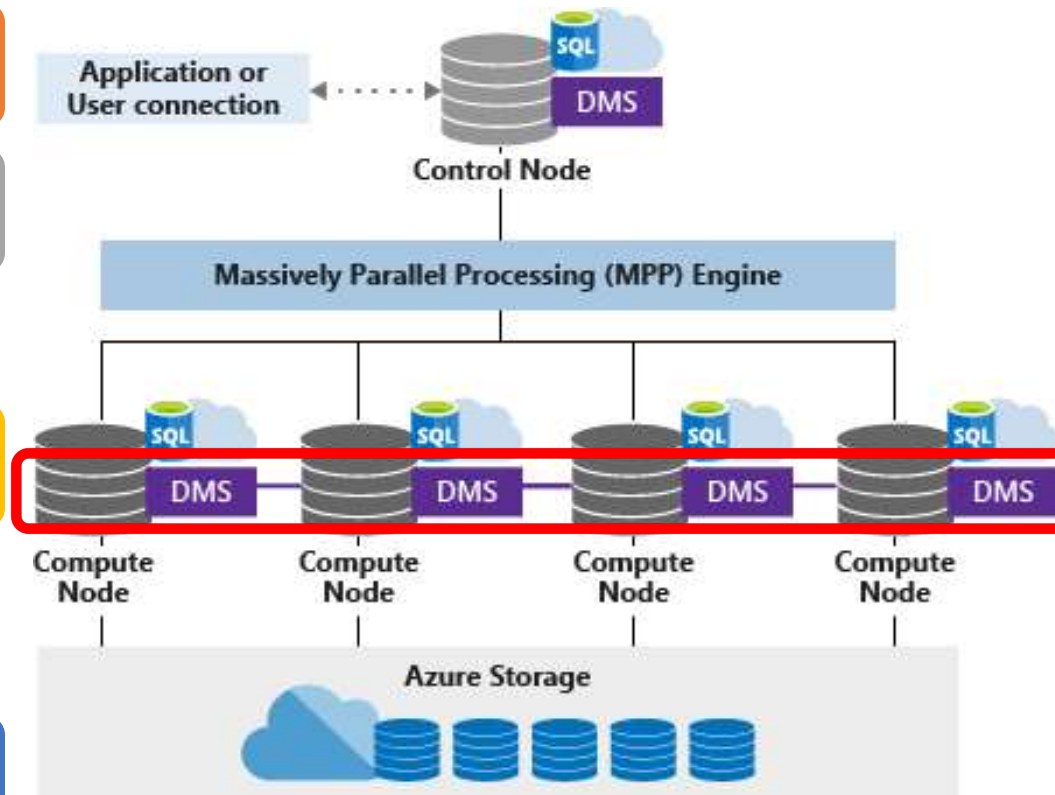 SQL
Application or
User connection
DMS
Control Node
Massively Parallel Processing (MPP) Engine
SQL SQL SQL SQL
DMS DMS DMS DMS
Compute Compute Compute Compute
Node Node Node Node
Azure Storage